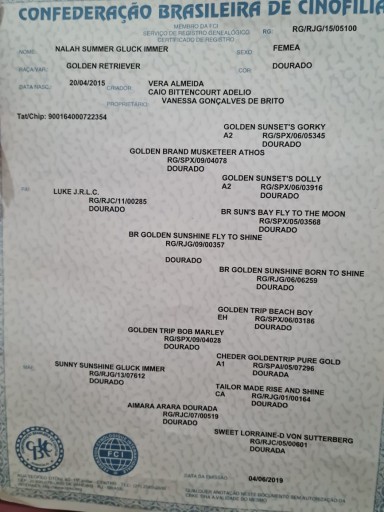 CONFEDERAÇÃO BRASILEIRA DE CINOFILIA
MEMBRO DA FCI
SERVIÇO DE REGISTRO GENEALÓGICO
CERTIFICADO DE REGISTRO
RG: RG/RJG/15/05100
NOME: NALAH SUMMER GLUCK IMMER SEXO FEMEA
RAÇA/VAR.: GOLDEN RETRIEVER COR: DOURADO
DATA NASC.: 20/04/2015 CRIADOR: VERA ALMEIDA
CAIO BITTENCOURT ADELIO
PROPRIETÁRIO: VANESSA GONÇALVES DE BRITO
Tat/Chip: 900164000722354
GOLDEN SUNSET'S GORKY
A2 RG/SPX/06/05345
DOURADO
GOLDEN BRAND MUSKETEER ATHOS
RG/SPX/09/04078
DOURADO
GOLDEN SUNSET'S DOLLY
A2 RG/SPX/06/03916
DOURADO
PAI: LUKE J.R.L.C.
RG/RJC/11/00285
DOURADO
BR SUN'S BAY FLY TO THE MOON
RG/SPX/05/03568
DOURADO
BR GOLDEN SUNSHINE FLY TO SHINE
RG/RJG/09/00357
DOURADO
BR GOLDEN SUNSHINE BORN TO SHINE
RG/RJG/06/06259
DOURADO
GOLDEN TRIP BEACH BOY
EH RG/SPX/06/03186
DOURADO
GOLDEN TRIP BOB MARLEY
RG/SPX/09/04028
DOURADO
CHEDER GOLDENTRIP PURE GOLD
A1 RG/SPAI/05/07296
DOURADA
MÃE: SUNNY SUNSHINE GLUCK IMMER
RG/RJG/13/07612
DOURADO
TAILOR MADE RISE AND SHINE
CA RG/RJG/01/00164
DOURADO
AIMARA ARARA DOURADA
RG/RJC/07/00519
DOURADO
SWEET LORRAINE-D VON SUTTERBERG
RG/RJC/05/00601
DOURADA
FCI
DATA DA EMISSÃO 04/06/2019